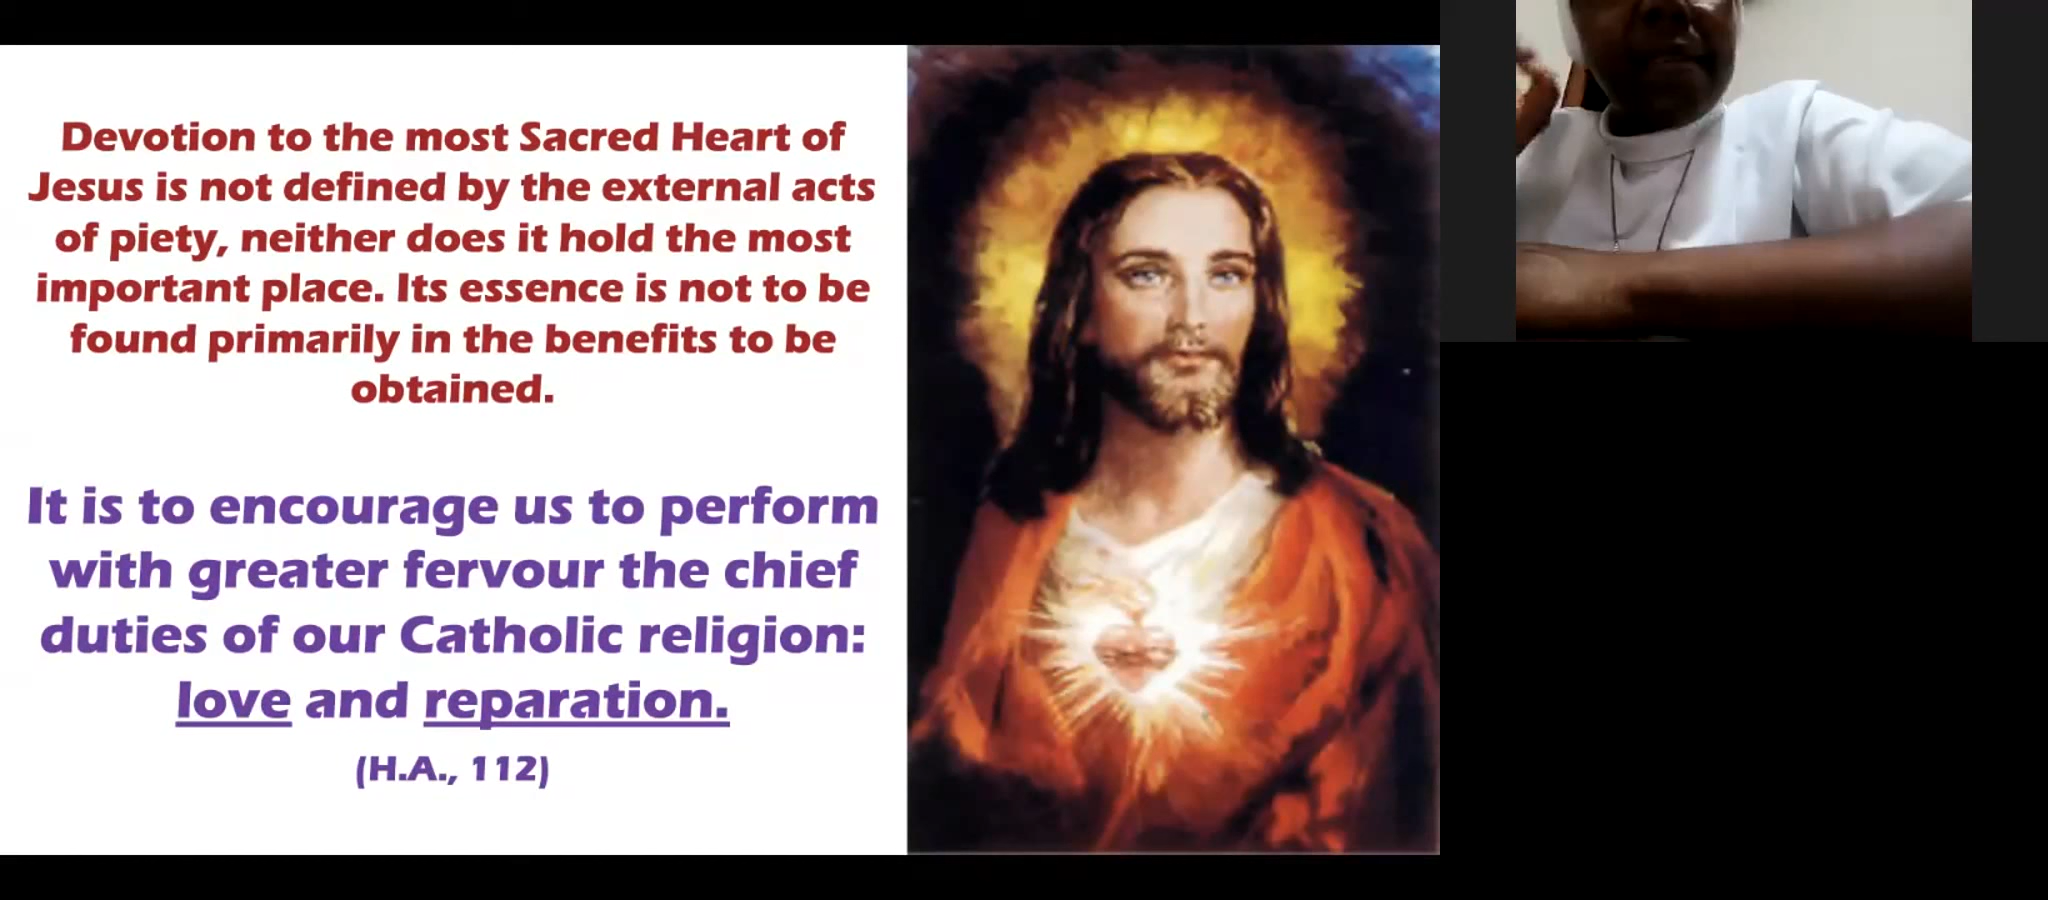 Devotion to the most Sacred Heart of
Jesus is not defined by the external acts
of piety, neither does it hold the most
important place. Its essence is not to be
found primarily in the benefits to be
obtained.
It is to encourage us to perform
with greater fervour the chief
duties of our Catholic religion:
love and reparation.
(H.A., 112)